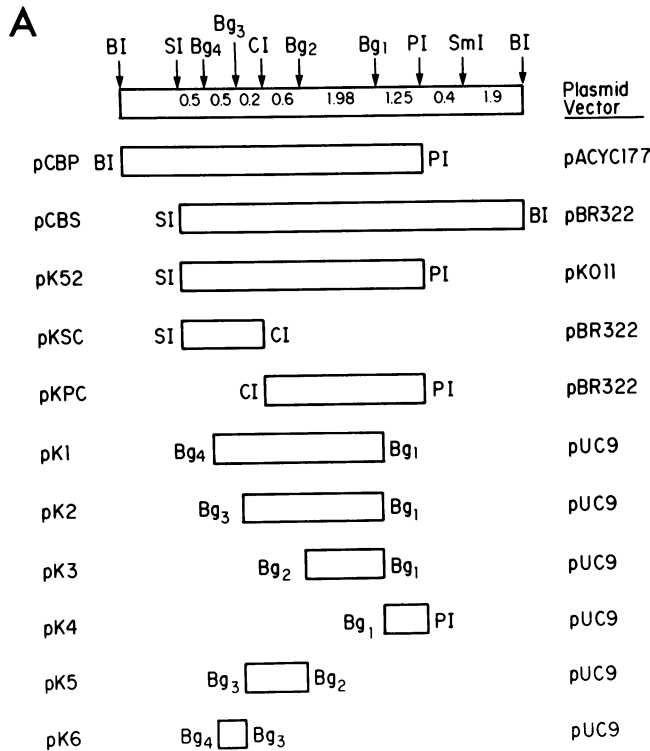 A
BI SI Bg4 Bg3 CI Bg2 Bg1 PI SmI BI
0.5 0.5 0.2 0.6 1.98 1.25 0.4 1.9
Plasmid
Vector
pCBP BI PI pACYC177
pCBS SI BI pBR322
pK52 SI PI pKO11
pKSC SI CI pBR322
pKPC CI PI pBR322
pK1 Bg4 Bg1 pUC9
pK2 Bg3 Bg1 pUC9
pK3 Bg2 Bg1 pUC9
pK4 Bg1 PI pUC9
pK5 Bg3 Bg2 pUC9
pK6 Bg4 Bg3 pUC9